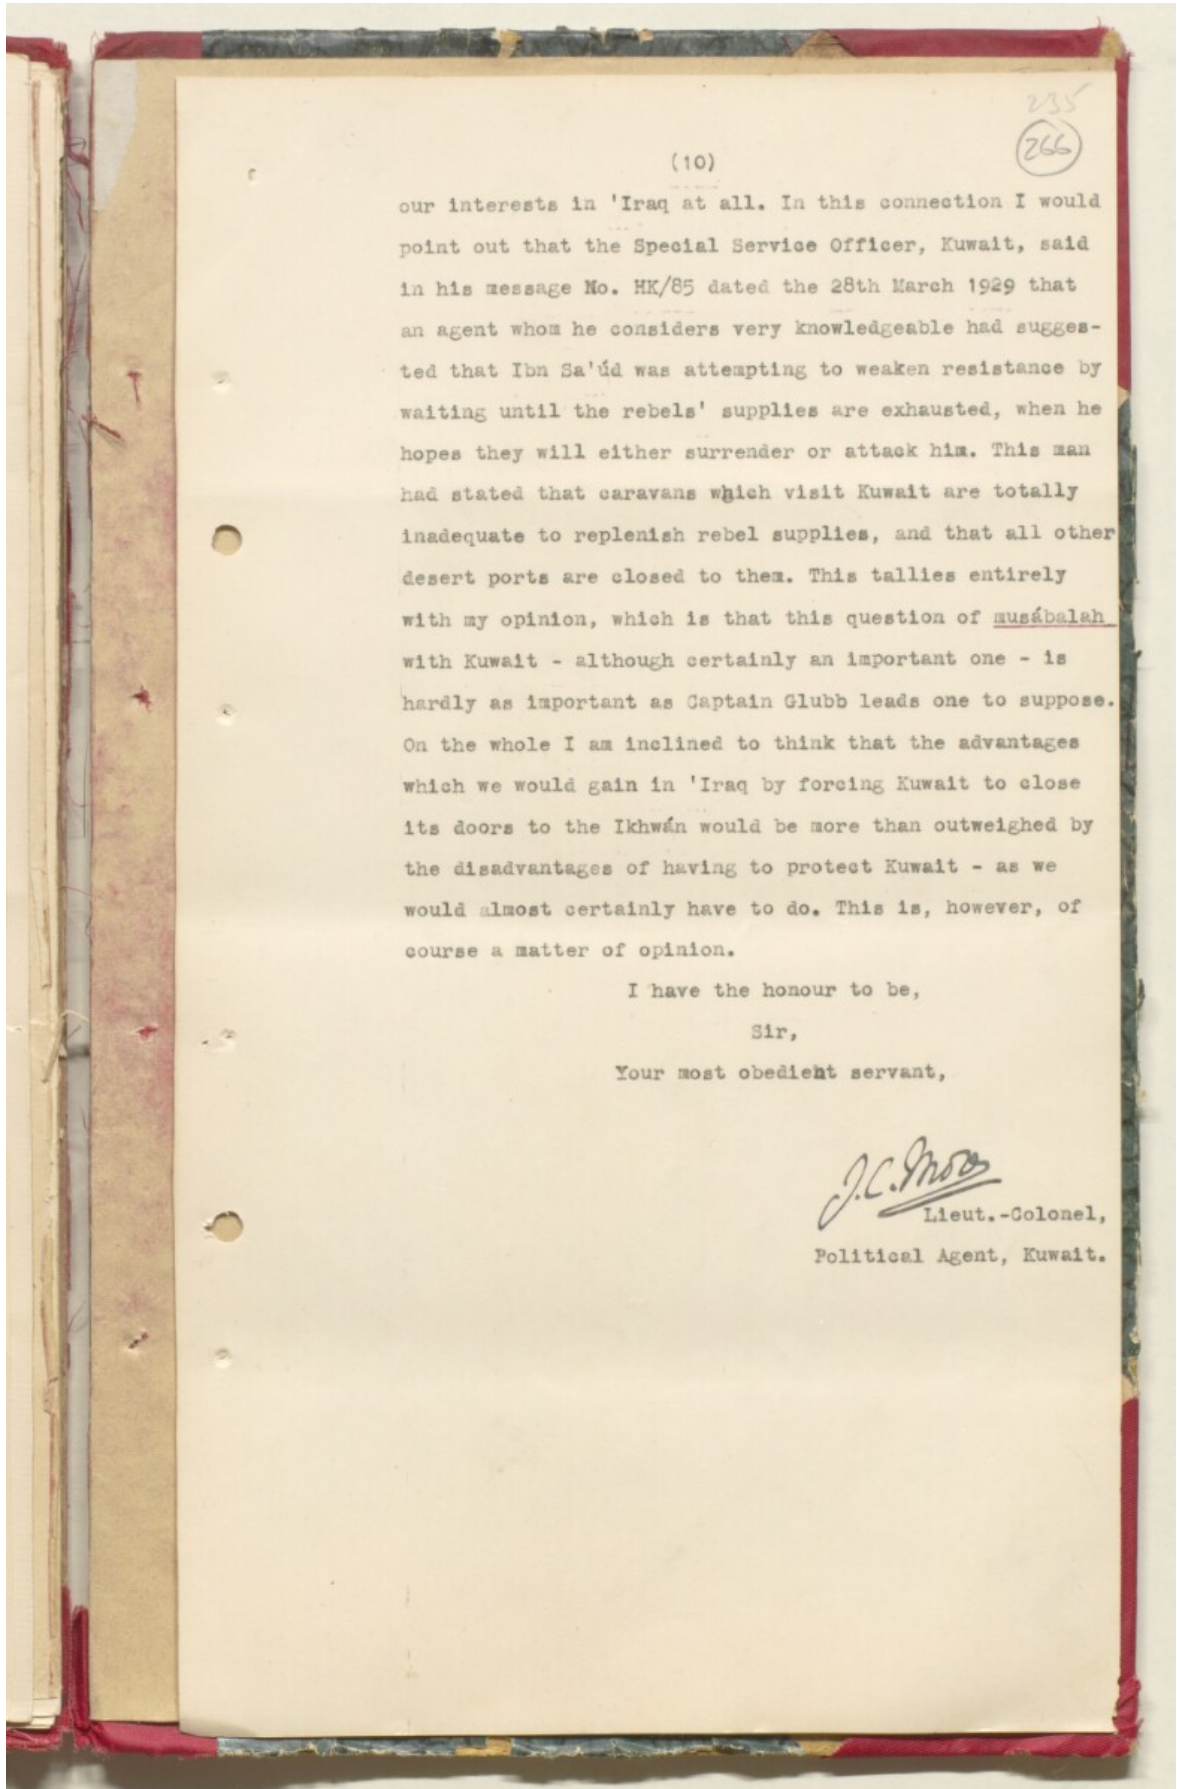 235
266
(10)
our interests in 'Iraq at all. In this connection I would
point out that the Special Service Officer, Kuwait, said
in his message No. HK/85 dated the 28th March 1929 that
an agent whom he considers very knowledgeable had sugges-
ted that Ibn Sa'úd was attempting to weaken resistance by
waiting until the rebels' supplies are exhausted, when he
hopes they will either surrender or attack him. This man
had stated that caravans which visit Kuwait are totally
inadequate to replenish rebel supplies, and that all other
desert ports are closed to them. This tallies entirely
with my opinion, which is that this question of musábalah
with Kuwait - although certainly an important one - is
hardly as important as Captain Glubb leads one to suppose.
On the whole I am inclined to think that the advantages
which we would gain in 'Iraq by forcing Kuwait to close
its doors to the Ikhwán would be more than outweighed by
the disadvantages of having to protect Kuwait - as we
would almost certainly have to do. This is, however, of
course a matter of opinion.
I have the honour to be,
Sir,
Your most obedient servant,
J.C. More
Lieut.-Colonel,
Political Agent, Kuwait.